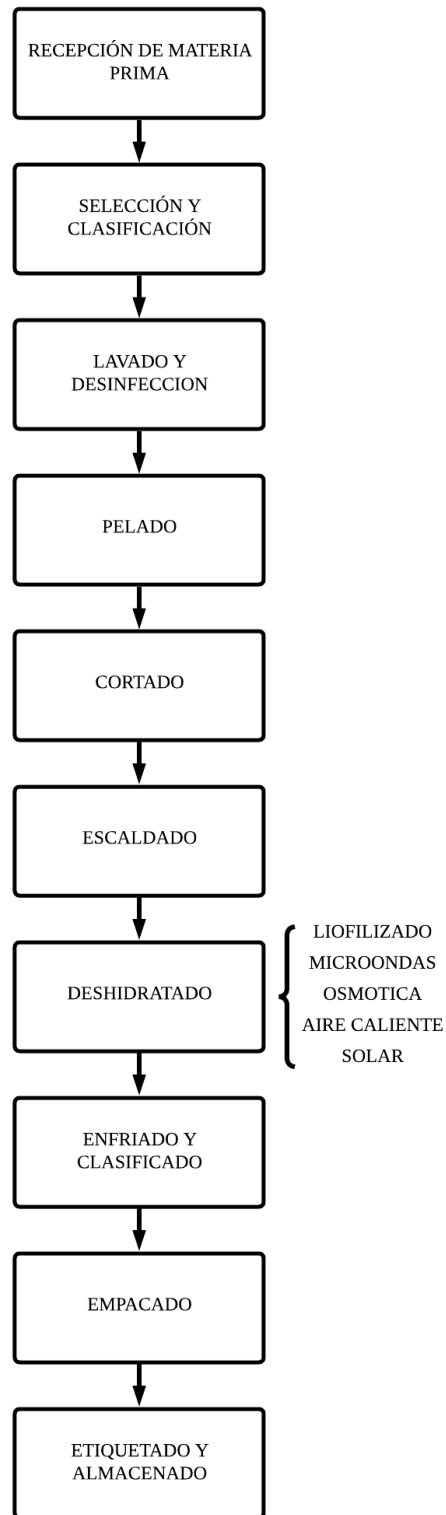 RECEPCIÓN DE MATERIA
PRIMA
SELECCIÓN Y
CLASIFICACIÓN
LAVADO Y
DESINFECCION
PELADO
CORTADO
ESCALDADO
DESHIDRATADO
LIOFILIZADO
MICROONDAS
OSMOTICA
AIRE CALIENTE
SOLAR
ENFRIADO Y
CLASIFICADO
EMPACADO
ETIQUETADO Y
ALMACENADO